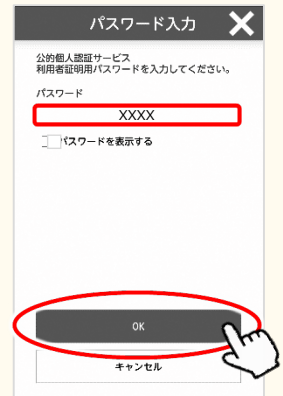 パスワード入力
公的個人認証サービス
利用者証明用パスワードを入力してください。
パスワード
XXXX
パスワードを表示する
OK
キャンセル